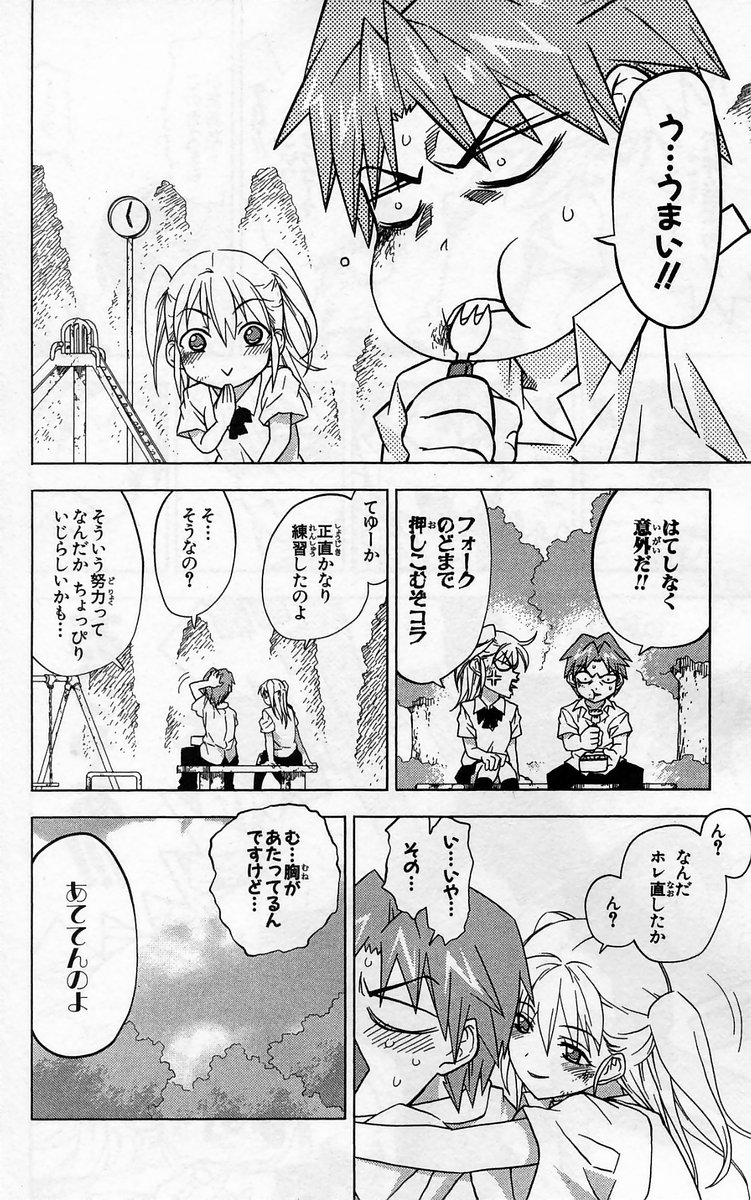 う…うまい!!
はてしなく
意外だ!!
フォーク
のどまで
押しこむぞコラ
てゆーか
正直かなり
練習したのよ
そ…
そうなの?
そういう努力って
なんだか ちょっぴり
いじらしいかも…
ん?
なんだ
ホレ直したか
ん?
い…いや…
その…
む…胸が
あたってるん
ですけど…
あててんのよ